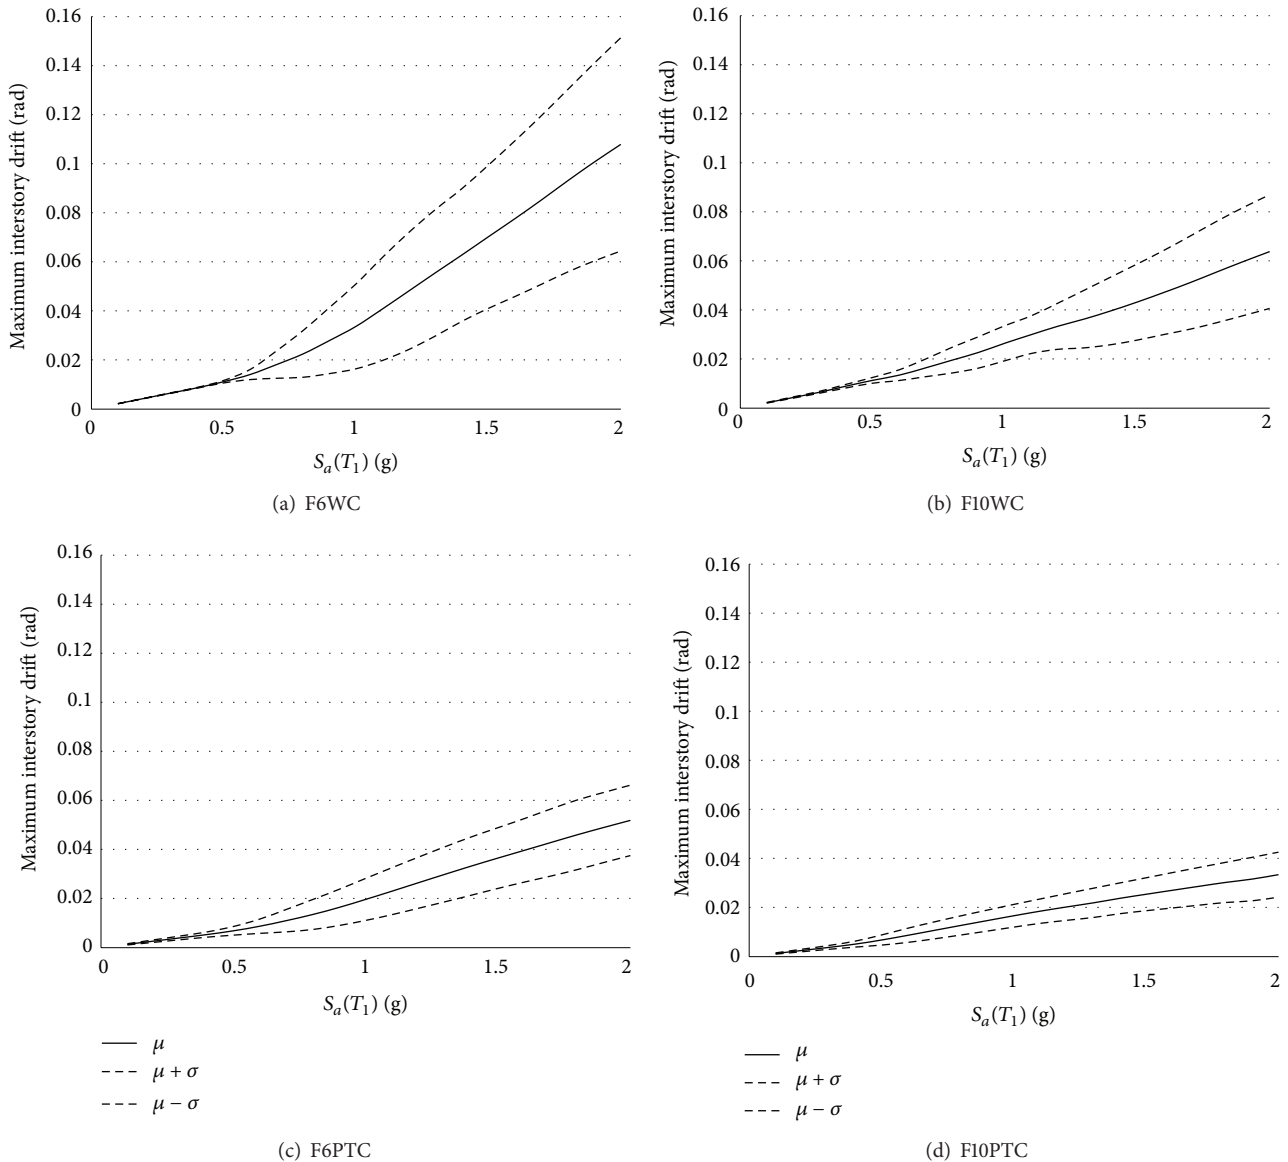 Maximum interstory drift (rad)
0.16
0.14
0.12
0.1
0.08
0.06
0.04
0.02
0
0 0.5 1 1.5 2
Sₐ(T₁) (g)
(a) F6WC
Maximum interstory drift (rad)
0.16
0.14
0.12
0.1
0.08
0.06
0.04
0.02
0
0 0.5 1 1.5 2
Sₐ(T₁) (g)
(b) F10WC
Maximum interstory drift (rad)
0.16
0.14
0.12
0.1
0.08
0.06
0.04
0.02
0
0 0.5 1 1.5 2
Sₐ(T₁) (g)
μ
μ + σ
μ − σ
(c) F6PTC
Maximum interstory drift (rad)
0.16
0.14
0.12
0.1
0.08
0.06
0.04
0.02
0
0 0.5 1 1.5 2
Sₐ(T₁) (g)
μ
μ + σ
μ − σ
(d) F10PTC